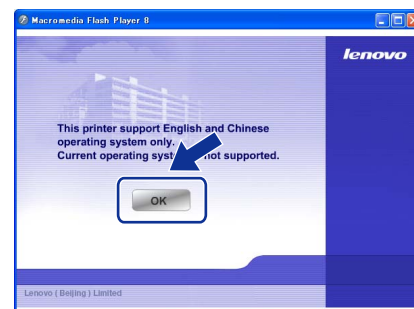 Macromedia Flash Player 8
lenovo
This printer support English and Chinese
operating system only.
Current operating syst not supported.
OK
Lenovo ( Beijing ) Limited